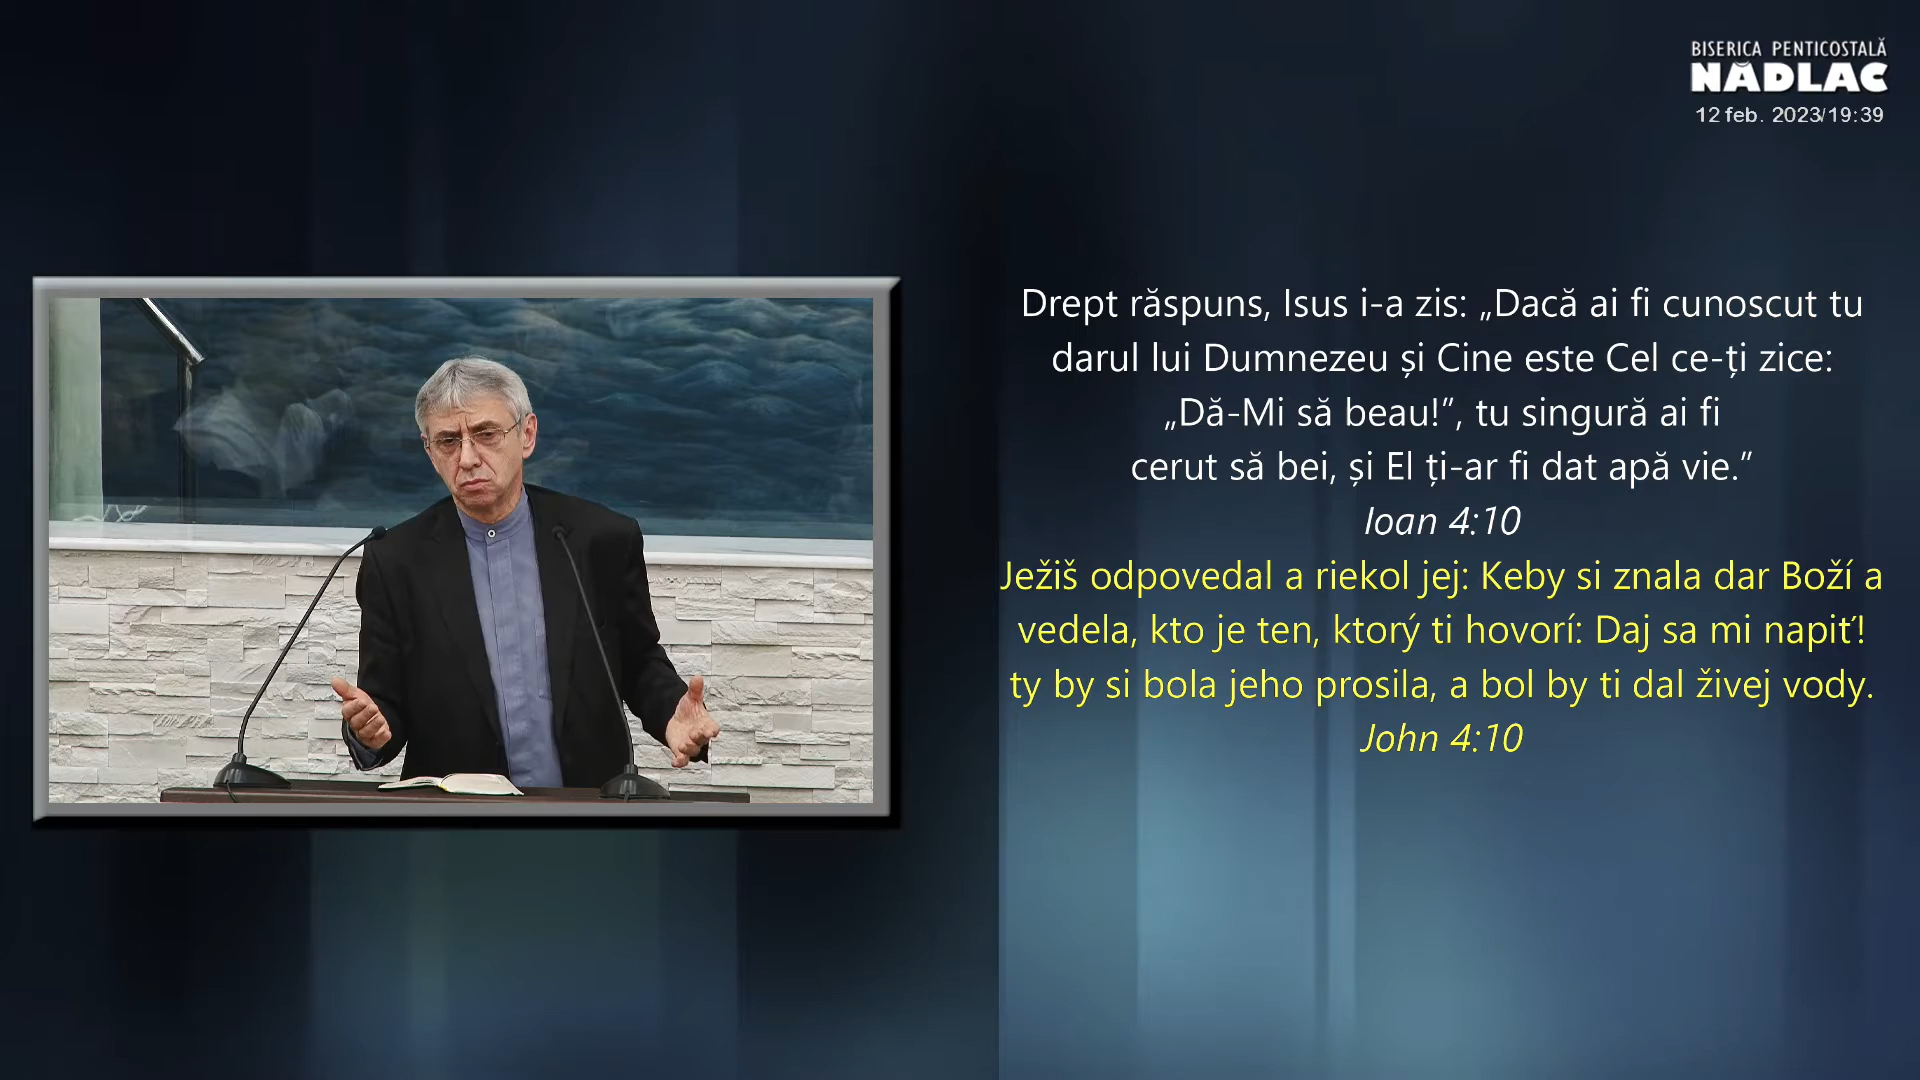 BISERICA PENTICOSTALĂ
NĂDLAC
12 feb. 2023/19:39
Drept răspuns, Isus i-a zis: „Dacă ai fi cunoscut tu
darul lui Dumnezeu și Cine este Cel ce-ți zice:
„Dă-Mi să beau!”, tu singură ai fi
cerut să bei, și El ți-ar fi dat apă vie.”
Ioan 4:10
Ježiš odpovedal a riekol jej: Keby si znala dar Boží a
vedela, kto je ten, ktorý ti hovorí: Daj sa mi napiť!
ty by si bola jeho prosila, a bol by ti dal živej vody.
John 4:10